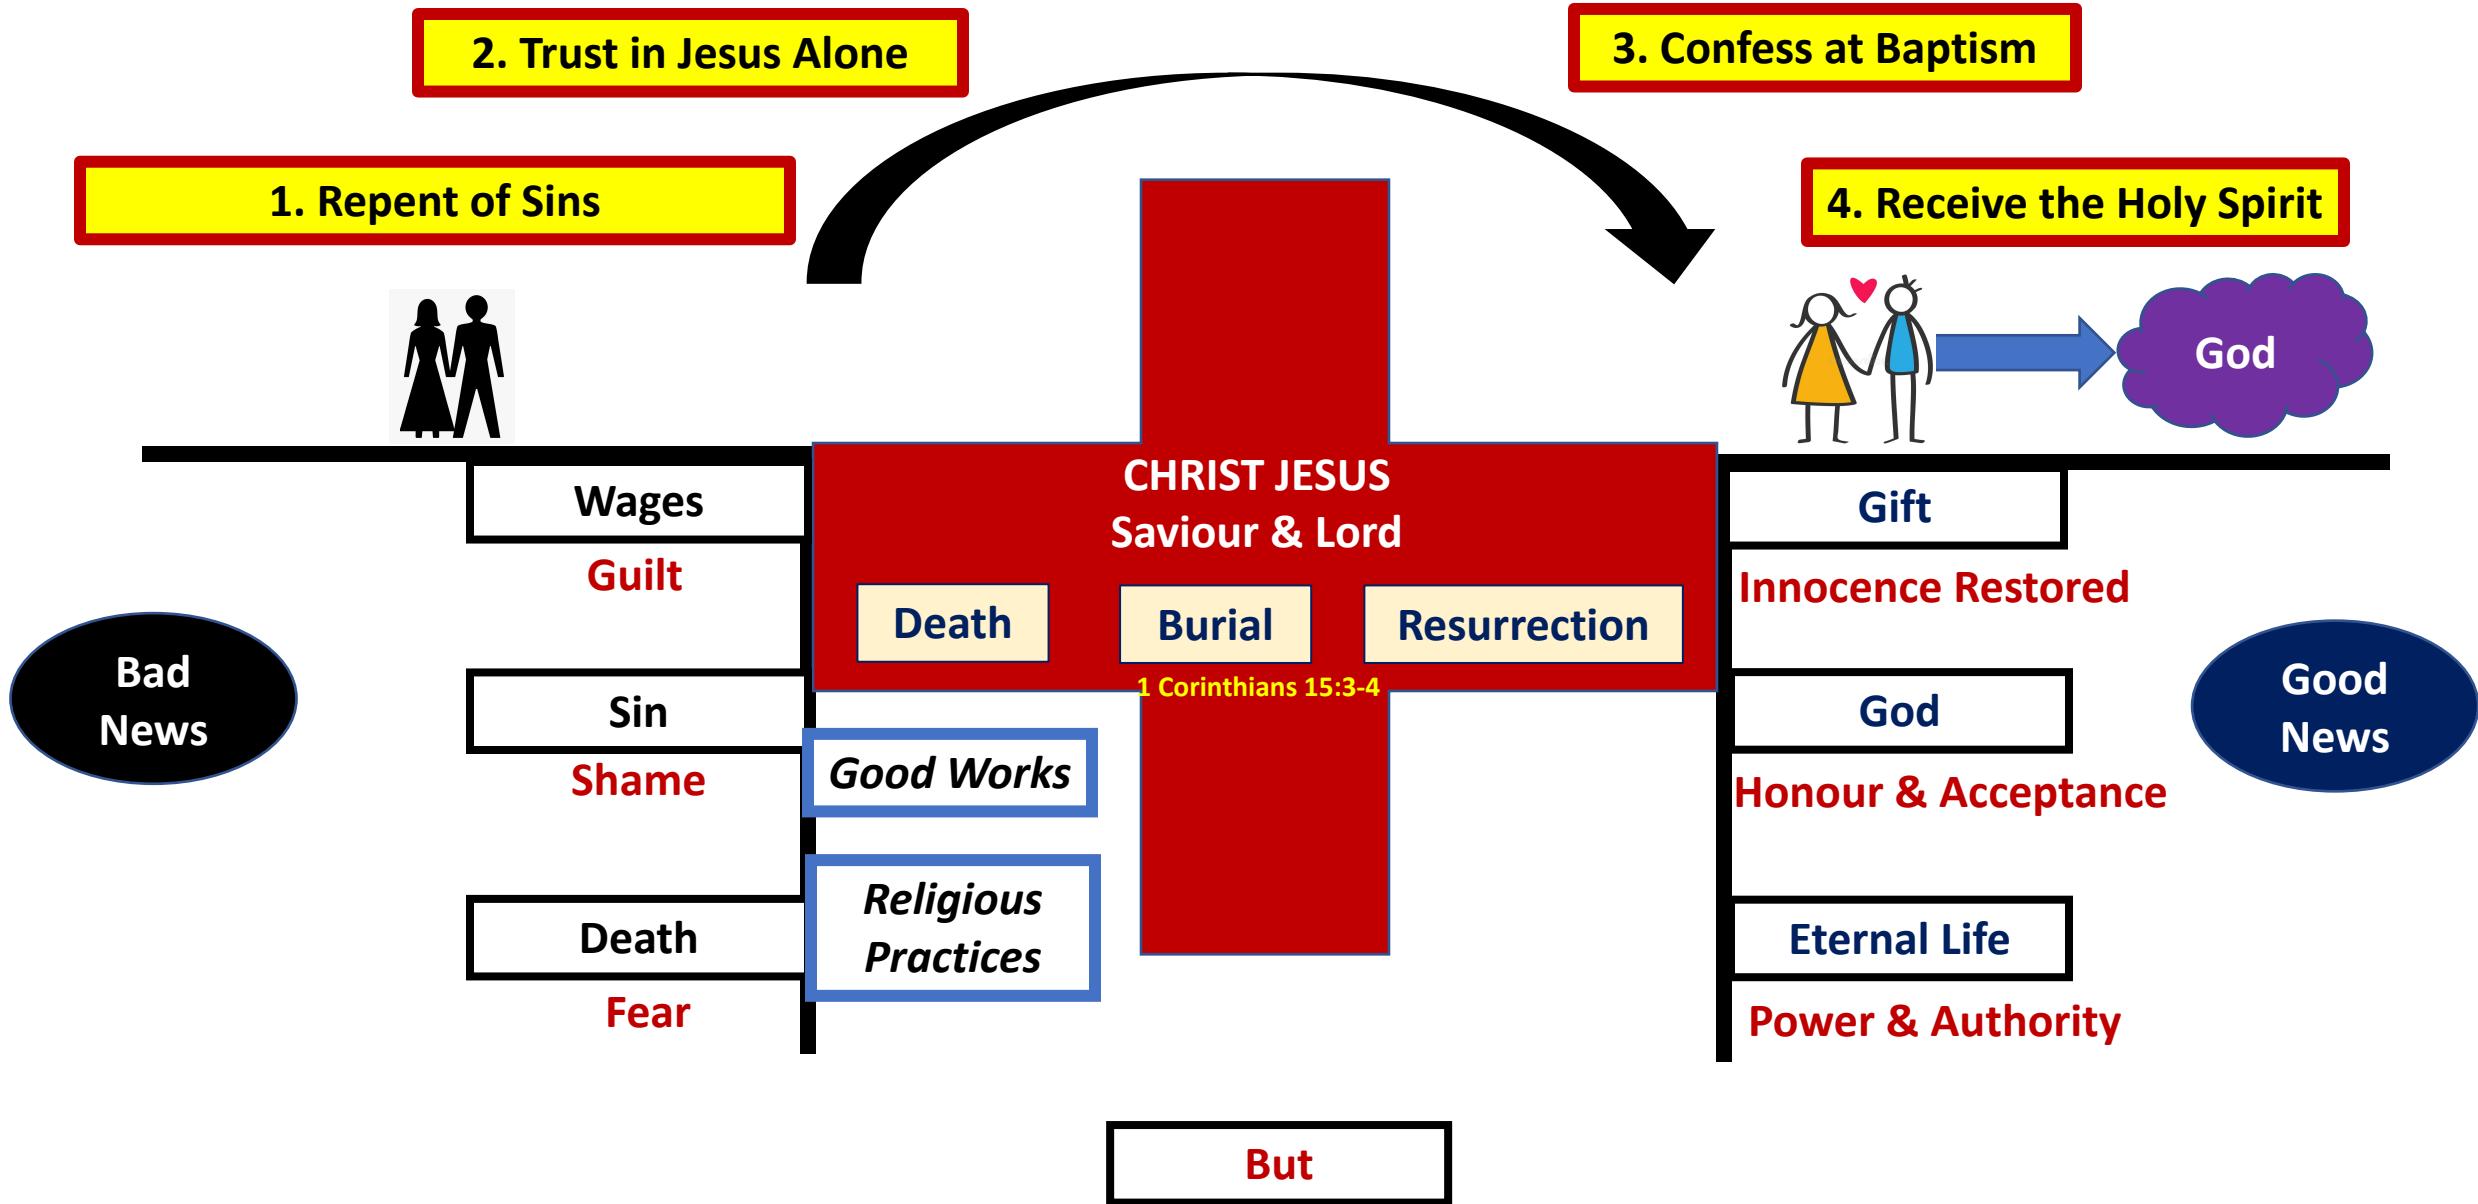 2. Trust in Jesus Alone
3. Confess at Baptism
1. Repent of Sins
4. Receive the Holy Spirit
God
Wages
Guilt
Sin
Shame
Death
Fear
Bad
News
CHRIST JESUS
Saviour & Lord
Death
Burial
Resurrection
1 Corinthians 15:3-4
Good Works
Religious
Practices
Gift
Innocence Restored
God
Honour & Acceptance
Eternal Life
Power & Authority
Good
News
But